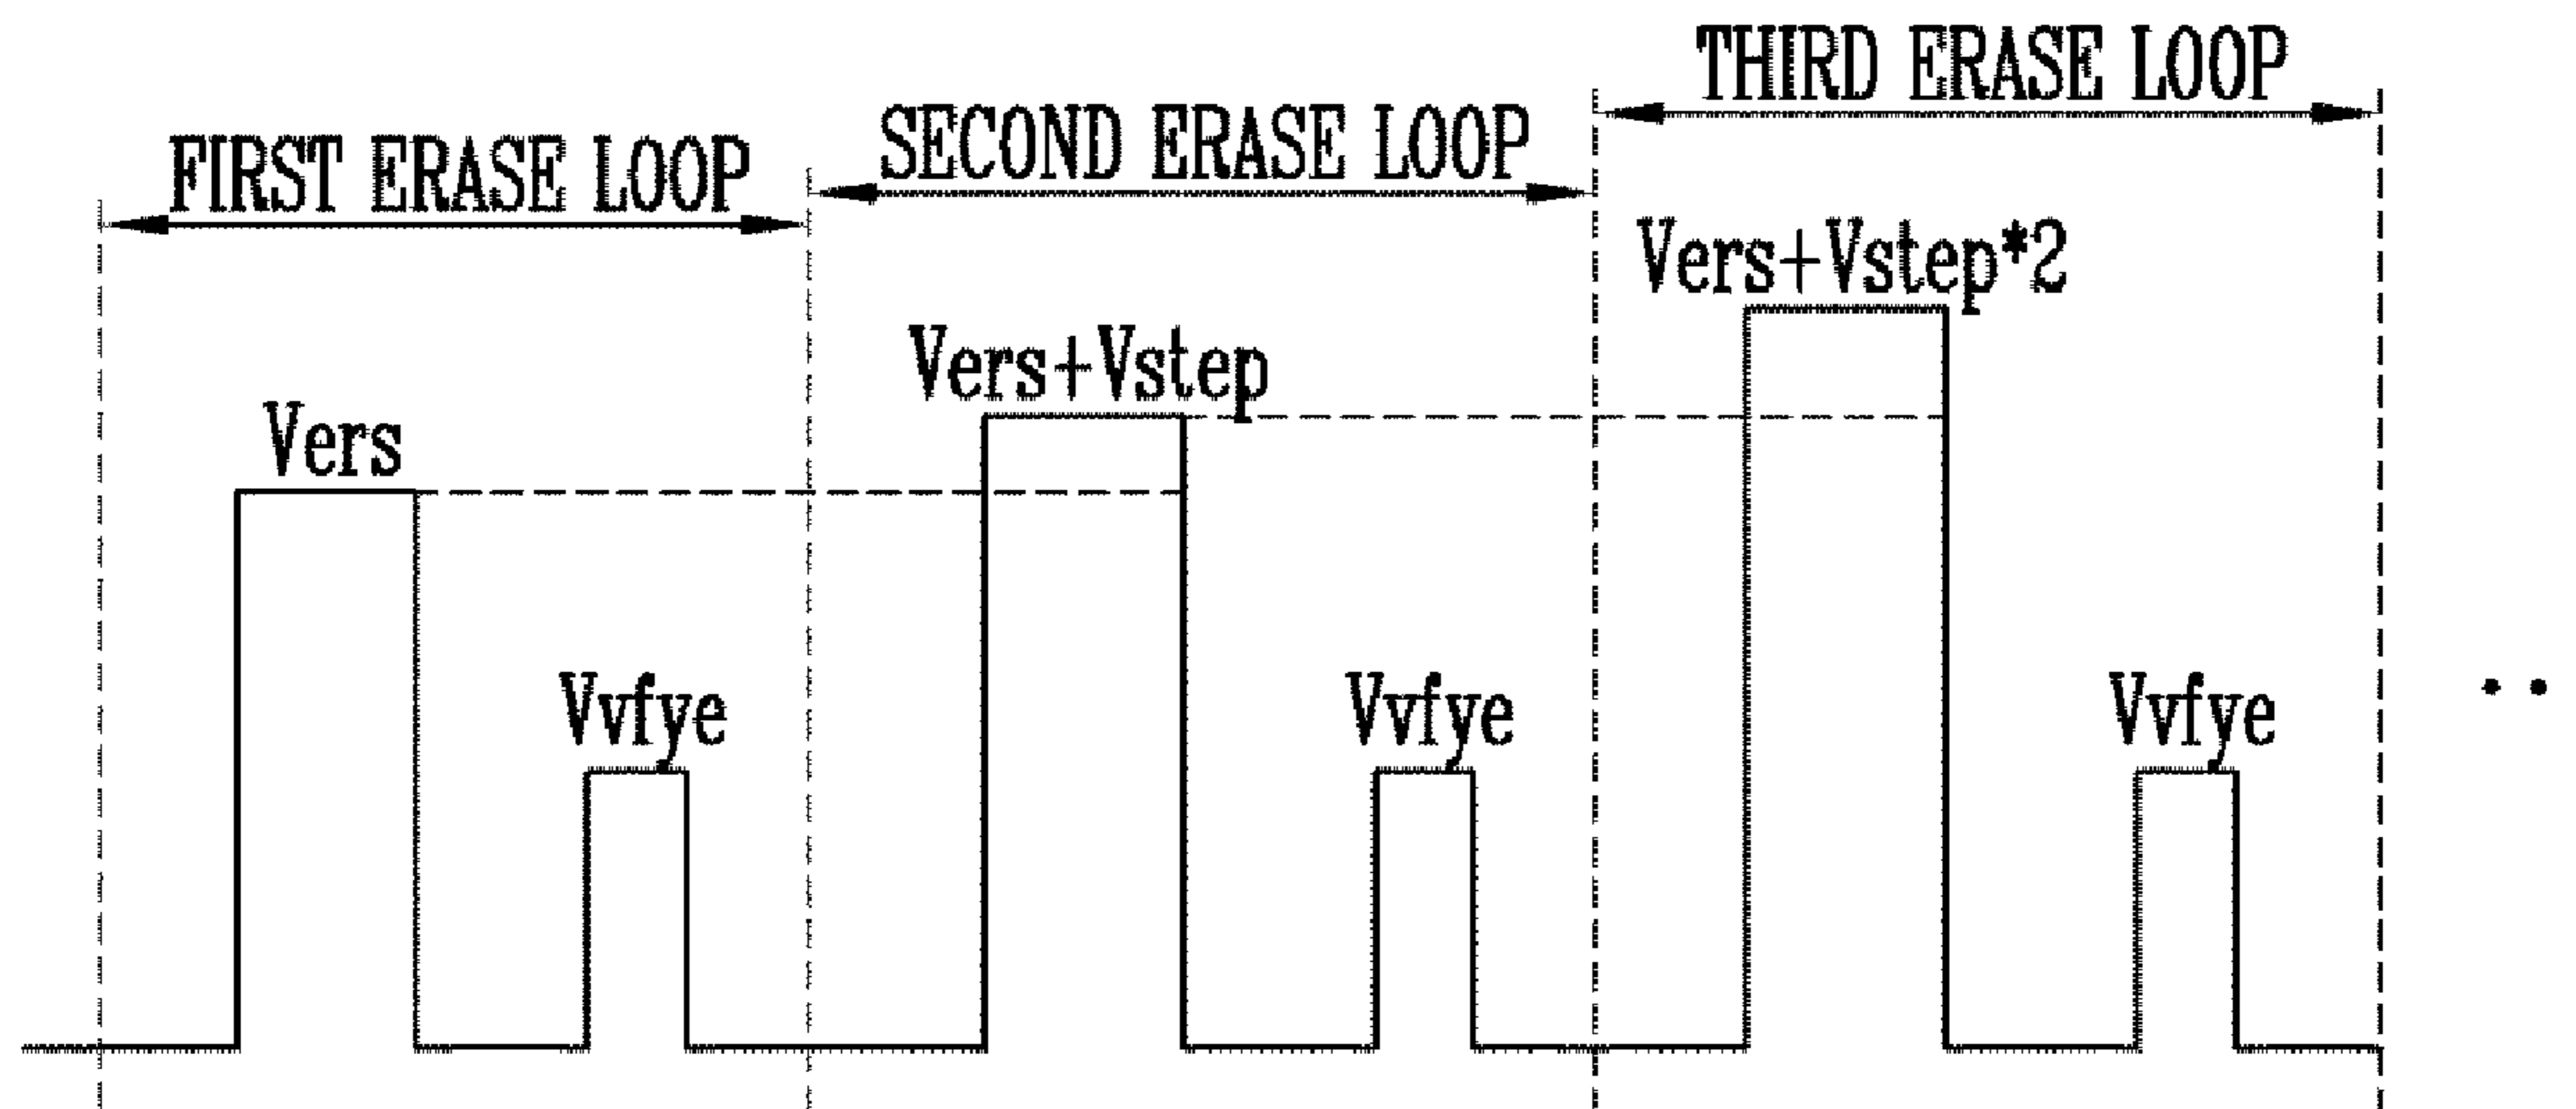 THIRD ERASE LOOP
SECOND ERASE LOOP
FIRST ERASE LOOP
Vers+Vstep*2
Vers+Vstep
Vers
Vvfye
Vvfye
Vvfye